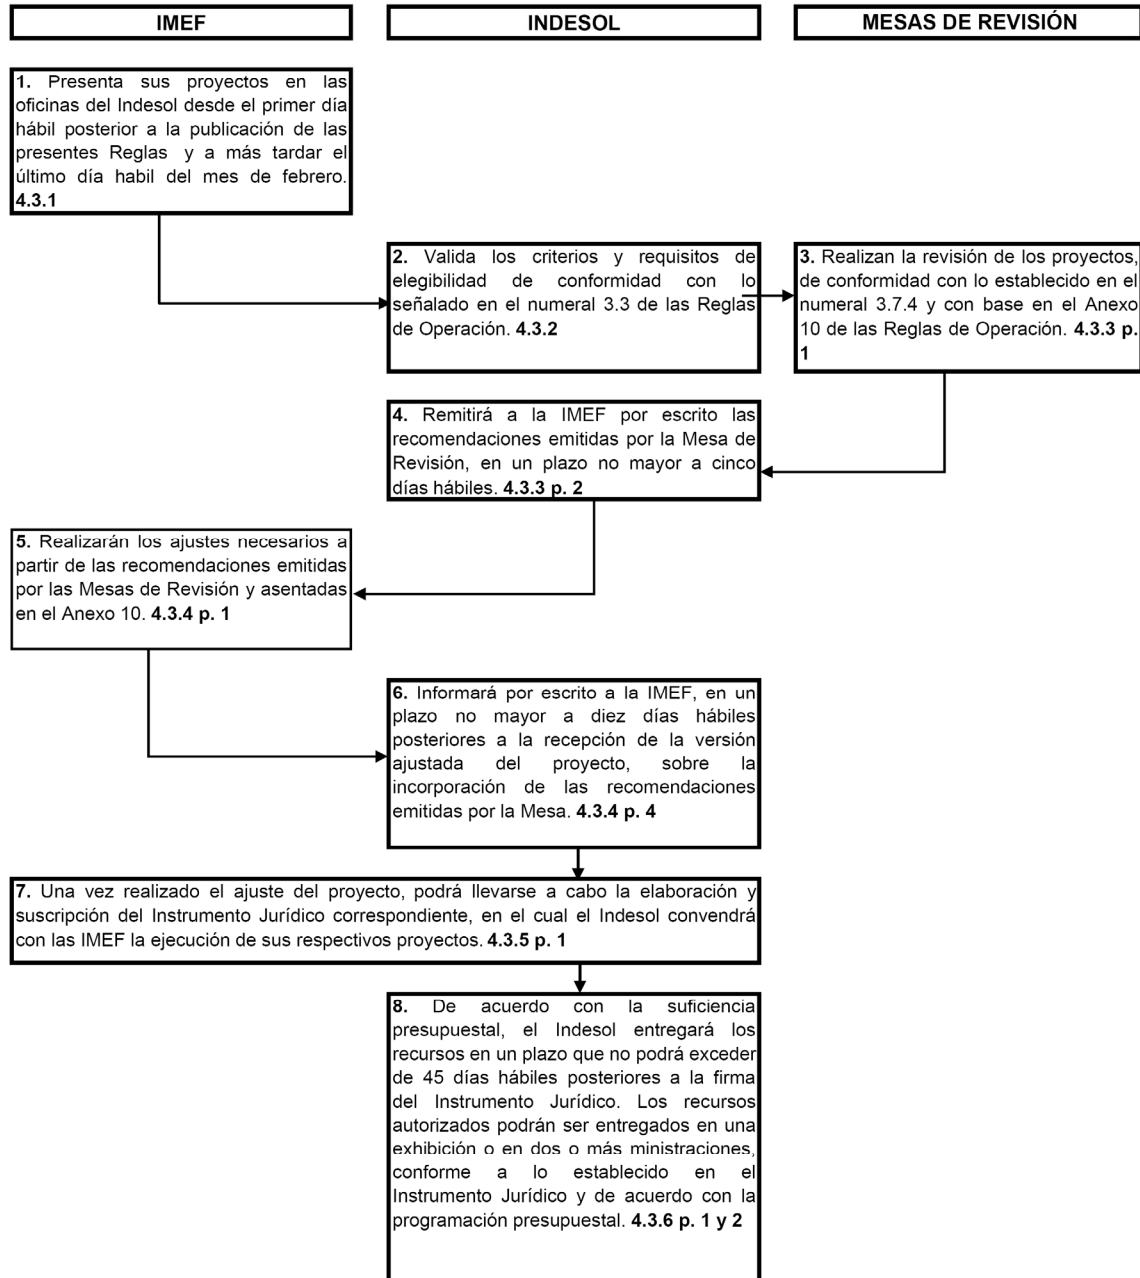 IMEF
INDESOL
MESAS DE REVISIÓN
1. Presenta sus proyectos en las
oficinas del Indesol desde el primer día
hábil posterior a la publicación de las
presentes Reglas y a más tardar el
último día habil del mes de febrero.
4.3.1
2. Valida los criterios y requisitos de
elegibilidad de conformidad con lo
señalado en el numeral 3.3 de las Reglas
de Operación. 4.3.2
3. Realizan la revisión de los proyectos,
de conformidad con lo establecido en el
numeral 3.7.4 y con base en el Anexo
10 de las Reglas de Operación. 4.3.3 p.
1
4. Remitirá a la IMEF por escrito las
recomendaciones emitidas por la Mesa de
Revisión, en un plazo no mayor a cinco
días hábiles. 4.3.3 p. 2
5. Realizarán los ajustes necesarios a
partir de las recomendaciones emitidas
por las Mesas de Revisión y asentadas
en el Anexo 10. 4.3.4 p. 1
6. Informará por escrito a la IMEF, en un
plazo no mayor a diez días hábiles
posteriores a la recepción de la versión
ajustada del proyecto, sobre la
incorporación de las recomendaciones
emitidas por la Mesa. 4.3.4 p. 4
7. Una vez realizado el ajuste del proyecto, podrá llevarse a cabo la elaboración y
suscripción del Instrumento Jurídico correspondiente, en el cual el Indesol convendrá
con las IMEF la ejecución de sus respectivos proyectos. 4.3.5 p. 1
8. De acuerdo con la suficiencia
presupuestal, el Indesol entregará los
recursos en un plazo que no podrá exceder
de 45 días hábiles posteriores a la firma
del Instrumento Jurídico. Los recursos
autorizados podrán ser entregados en una
exhibición o en dos o más ministraciones,
conforme a lo establecido en el
Instrumento Jurídico y de acuerdo con la
programación presupuestal. 4.3.6 p. 1 y 2